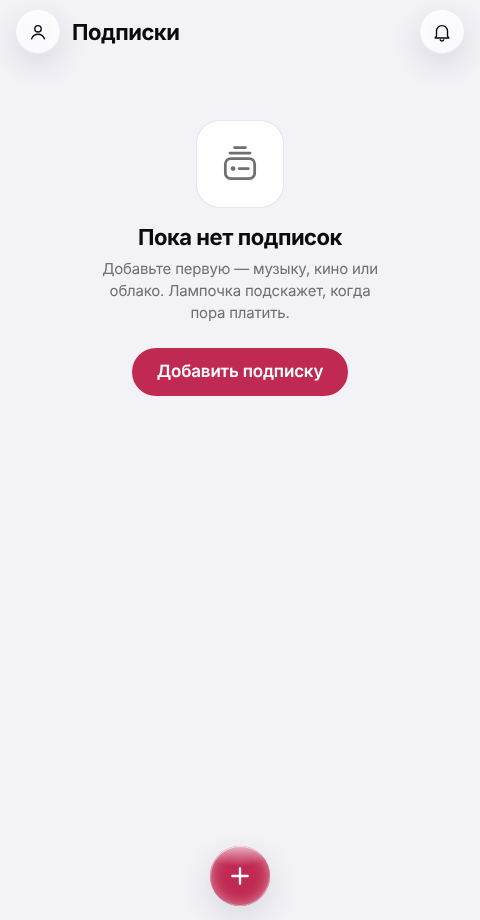 Подписки
Пока нет подписок
Добавьте первую — музыку, кино или
облако. Лампочка подскажет, когда
пора платить.
Добавить подписку